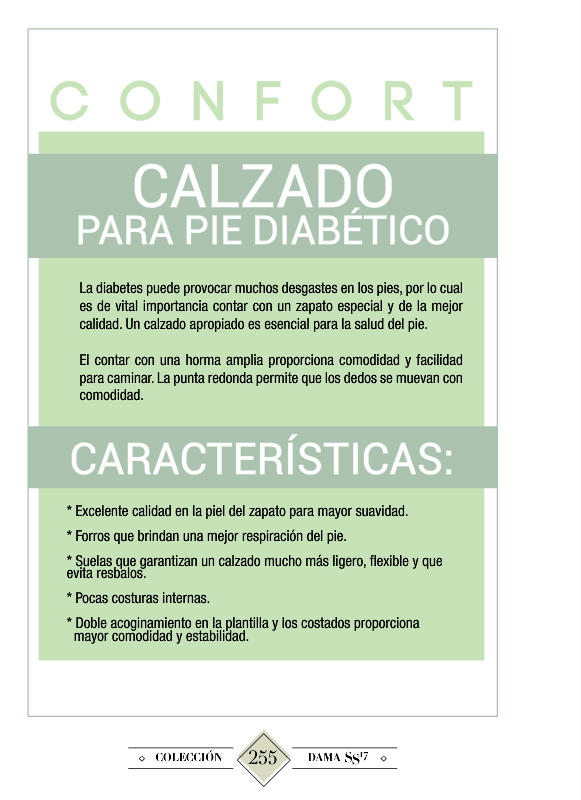 CONFORT
CALZADO
PARA PIE DIABÉTICO
La diabetes puede provocar muchos desgastes en los pies, por lo cual
es de vital importancia contar con un zapato especial y de la mejor
calidad. Un calzado apropiado es esencial para la salud del pie.
El contar con una horma amplia proporciona comodidad y facilidad
para caminar. La punta redonda permite que los dedos se muevan con
comodidad.
CARACTERÍSTICAS:
* Excelente calidad en la piel del zapato para mayor suavidad.
* Forros que brindan una mejor respiración del pie.
* Suelas que garantizan un calzado mucho más ligero, flexible y que
evita resbalos.
* Pocas costuras internas.
* Doble acoginamiento en la plantilla y los costados proporciona
mayor comodidad y estabilidad.
COLECCIÓN 255 DAMA SS'17